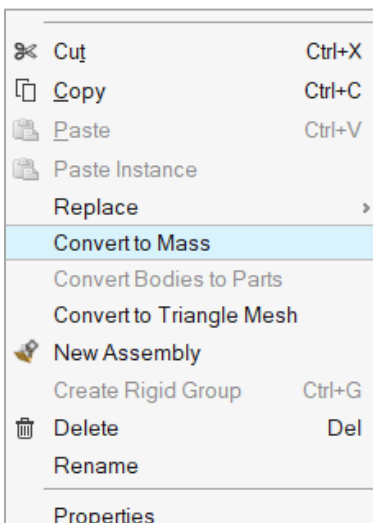 Cut Ctrl+X
Copy Ctrl+C
Paste Ctrl+V
Paste Instance
Replace
Convert to Mass
Convert Bodies to Parts
Convert to Triangle Mesh
New Assembly
Create Rigid Group Ctrl+G
Delete Del
Rename
Properties